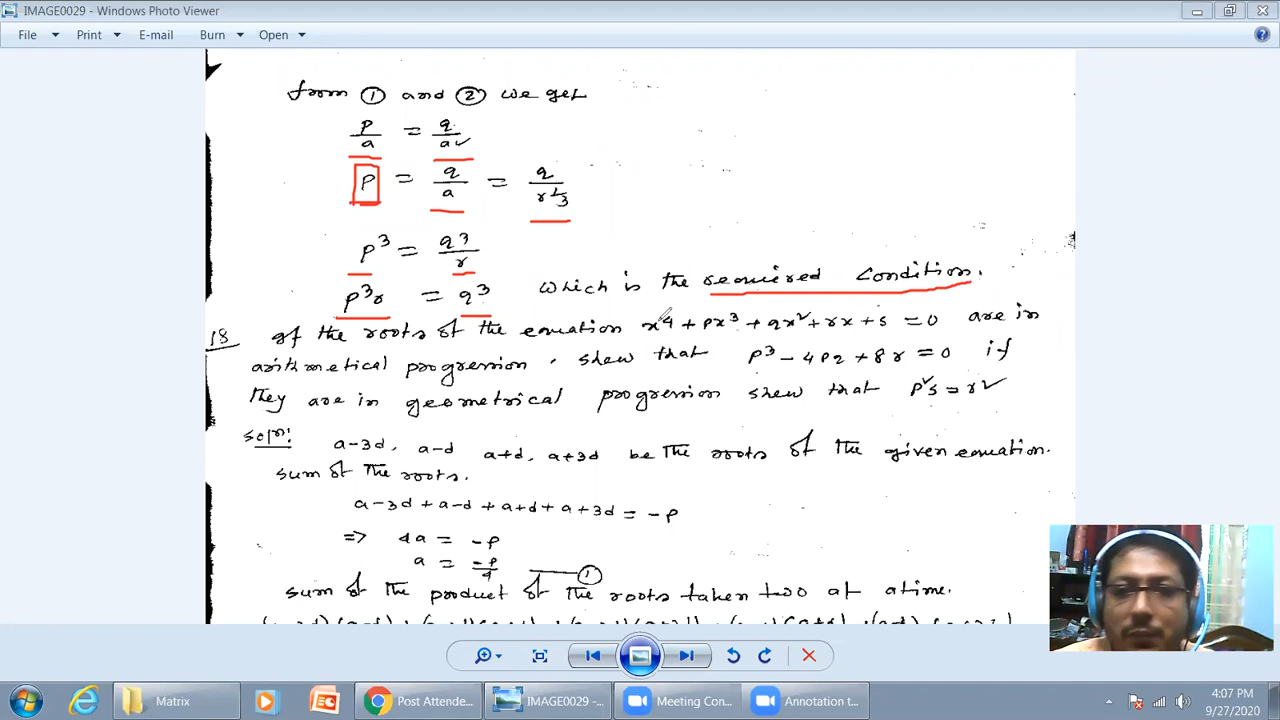 IMAGE0029 - Windows Photo Viewer
File Print E-mail Burn Open
from ① and ② we get
p/a = q/a²
p = q/a = q/r^1/3
p³ = q³/r
p³r = q³ which is the required condition.
18 If the roots of the equation x⁴ + px³ + qx² + rx + s = 0 are in
arithmetical progression. shew that p³ - 4pq + 8r = 0 if
they are in geometrical progression shew that p²s = r²
Soln: a-3d, a-d a+d, a+3d be the roots of the given equation.
sum of the roots.
a-3d + a-d + a+d + a+3d = -p
=> 4a = -p
a = -p/4 ①
sum of the product of the roots taken two at a time.
Matrix
Post Attende...
IMAGE0029 -...
Meeting Con...
Annotation t...
4:07 PM
9/27/2020